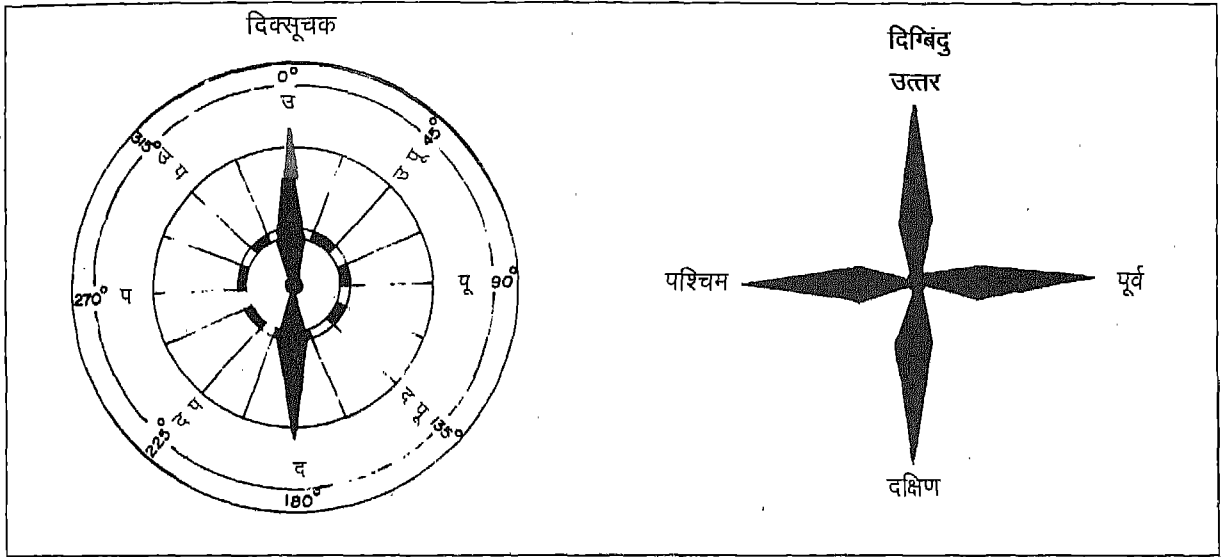 दिक्सूचक
0°
उ
315°
उ प
उ पू
45°
270°
प
पू
90°
द प
225°
द पू
135°
द
180°
दिग्बिंदु
उत्तर
पश्चिम
पूर्व
दक्षिण